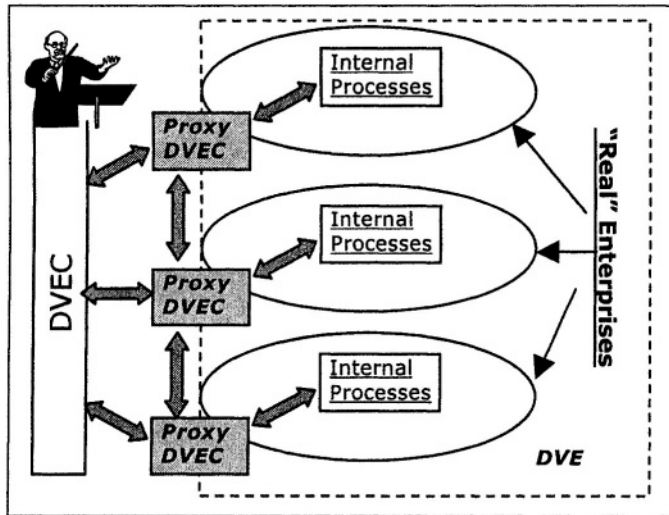 Internal
Processes
Proxy
DVEC
Internal
Processes
Proxy
DVEC
Internal
Processes
Proxy
DVEC
DVEC
"Real" Enterprises
DVE